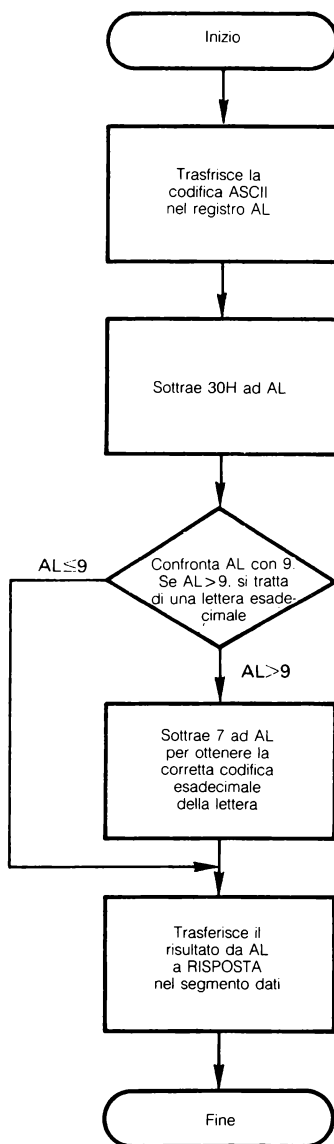 Inizio
Trasfrisce la
codifica ASCII
nel registro AL
Sottrae 30H ad AL
Confronta AL con 9.
Se AL>9, si tratta
di una lettera esade-
cimale
AL≤9
AL>9
Sottrae 7 ad AL
per ottenere la
corretta codifica
esadecimale
della lettera
Trasferisce il
risultato da AL
a RISPOSTA
nel segmento dati
Fine